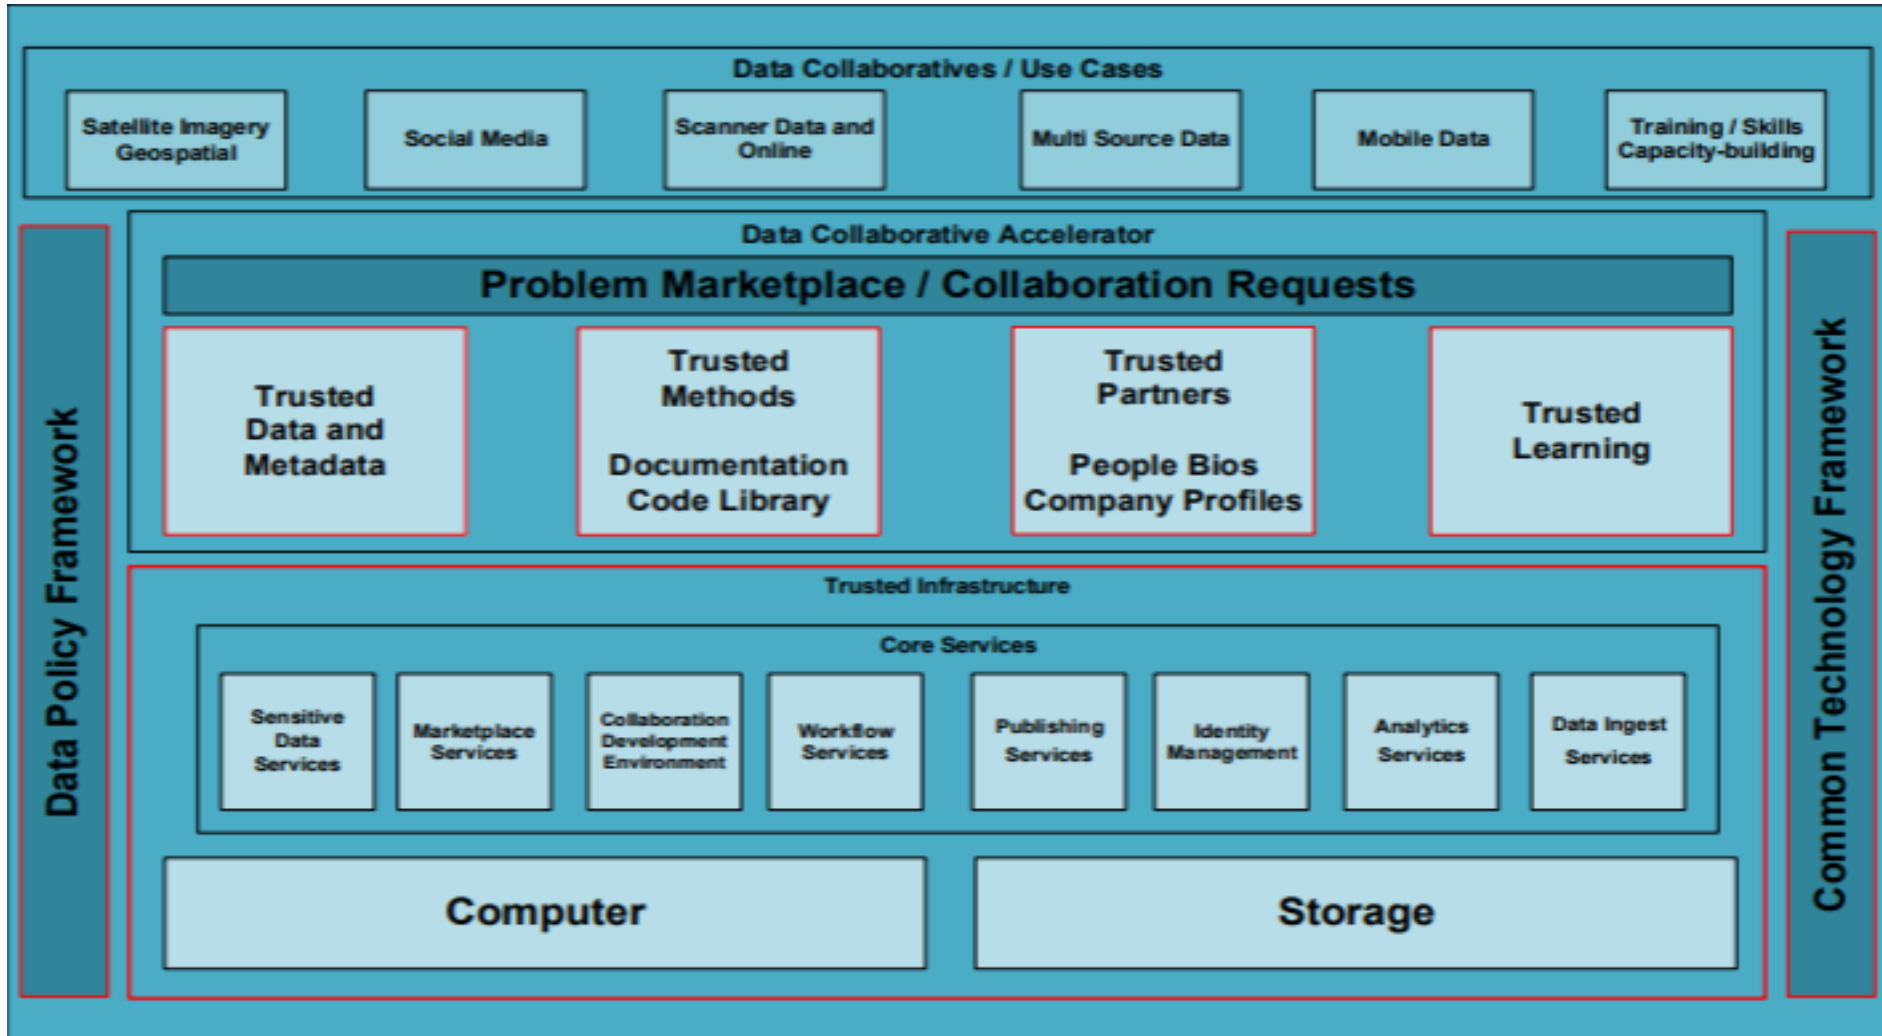 Data Collaboratives / Use Cases
Satellite Imagery
Geospatial
Social Media
Scanner Data and
Online
Multi Source Data
Mobile Data
Training / Skills
Capacity-building
Data Policy Framework
Data Collaborative Accelerator
Problem Marketplace / Collaboration Requests
Trusted
Data and
Metadata
Trusted
Methods
Documentation
Code Library
Trusted
Partners
People Bios
Company Profiles
Trusted
Learning
Common Technology Framework
Trusted Infrastructure
Core Services
Sensitive
Data
Services
Marketplace
Services
Collaboration
Development
Environment
Workflow
Services
Publishing
Services
Identity
Management
Analytics
Services
Data Ingest
Services
Computer
Storage